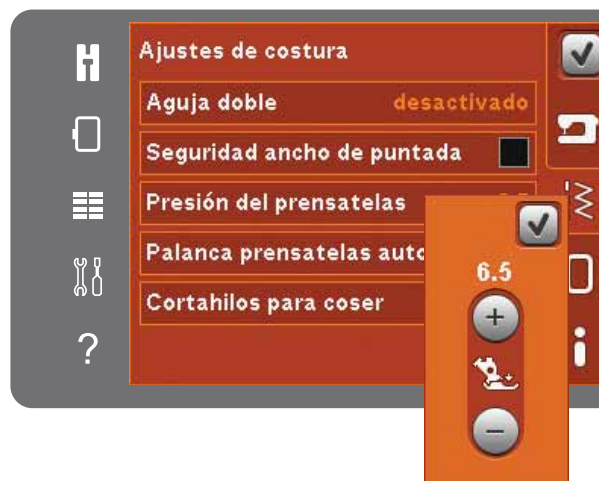 Ajustes de costura
Aguja doble desactivado
Seguridad ancho de puntada
Presión del prensatelas
Palanca prensatelas auto
Cortahilos para coser
6.5
+
-
?